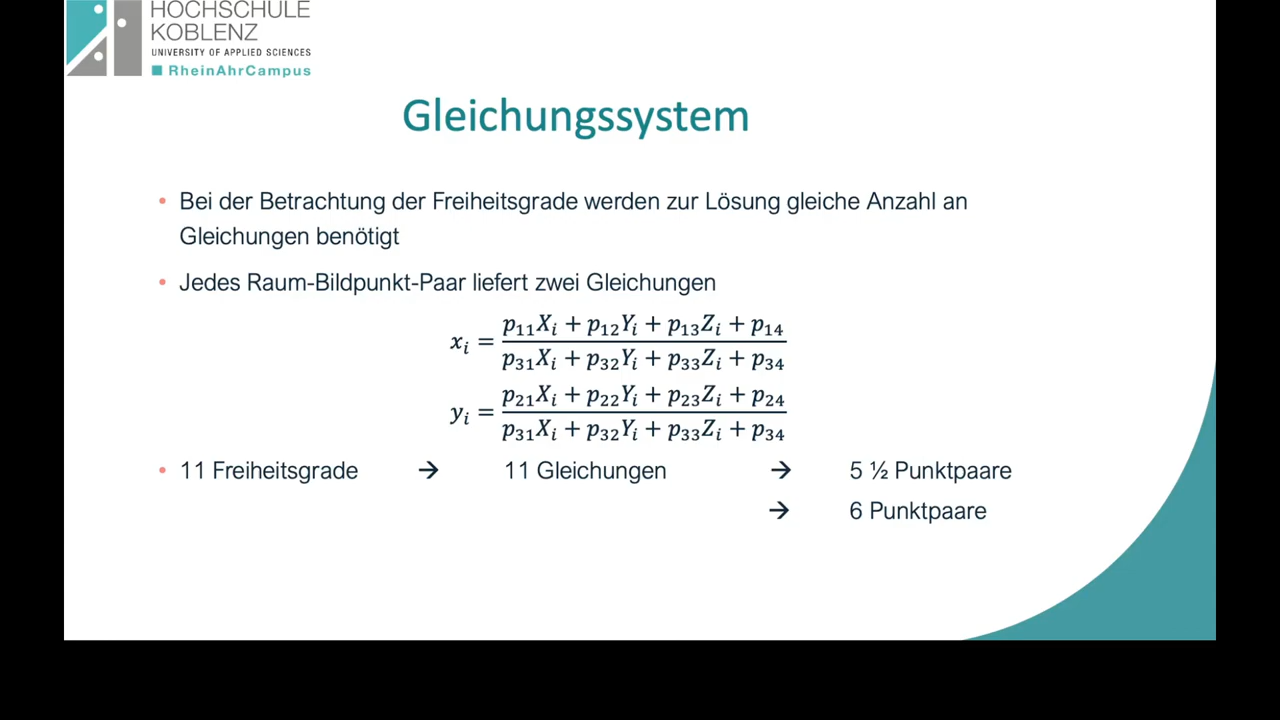 HOCHSCHULE
KOBLENZ
UNIVERSITY OF APPLIED SCIENCES
RheinAhrCampus
Gleichungssystem
• Bei der Betrachtung der Freiheitsgrade werden zur Lösung gleiche Anzahl an
Gleichungen benötigt
• Jedes Raum-Bildpunkt-Paar liefert zwei Gleichungen
x_i = (p_11 X_i + p_12 Y_i + p_13 Z_i + p_14) / (p_31 X_i + p_32 Y_i + p_33 Z_i + p_34)
y_i = (p_21 X_i + p_22 Y_i + p_23 Z_i + p_24) / (p_31 X_i + p_32 Y_i + p_33 Z_i + p_34)
• 11 Freiheitsgrade → 11 Gleichungen → 5 ½ Punktpaare
→ 6 Punktpaare